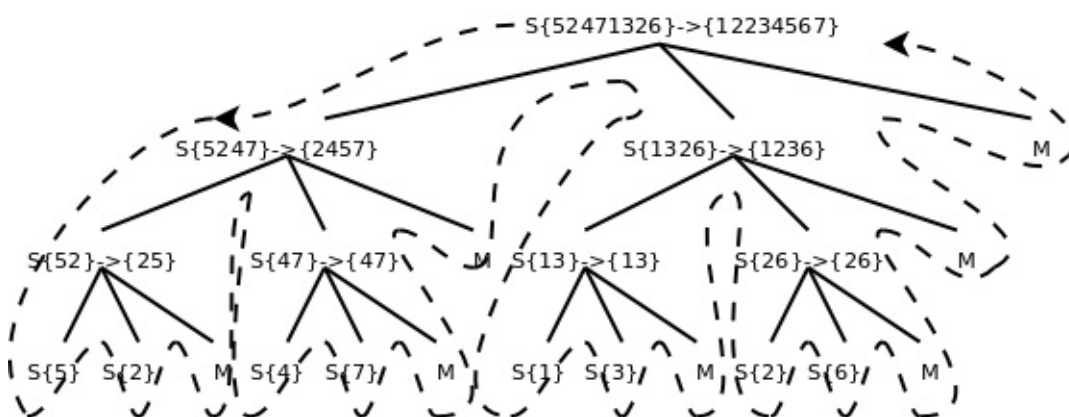 S{52471326}->{12234567}
S{5247}->{2457} S{1326}->{1236} M
S{52}->{25} S{47}->{47} M S{13}->{13} S{26}->{26} M
S{5} S{2} M S{4} S{7} M S{1} S{3} M S{2} S{6} M